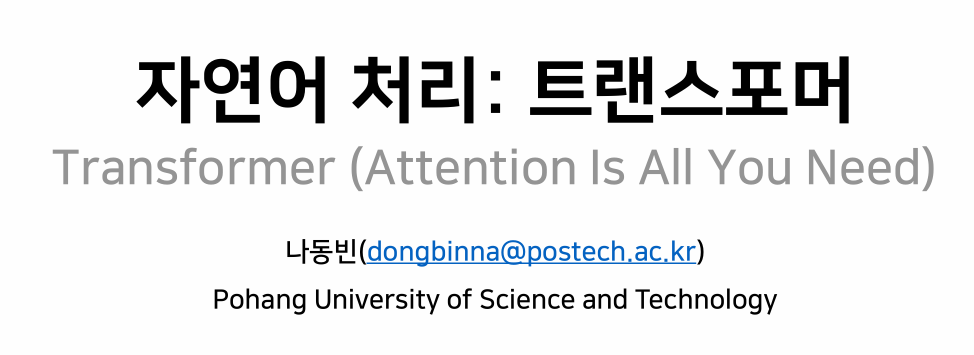 자연어 처리: 트랜스포머
Transformer (Attention Is All You Need)
나동빈(dongbinna@postech.ac.kr)
Pohang University of Science and Technology